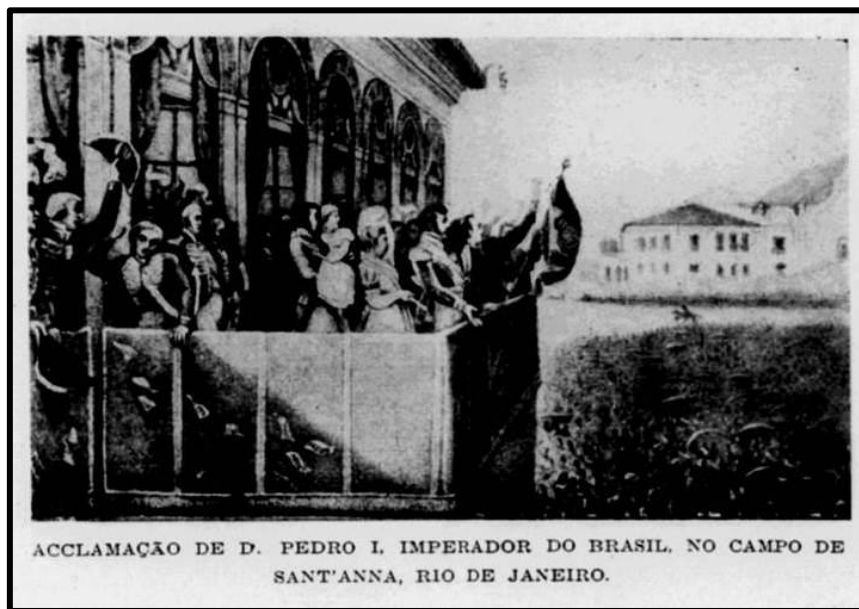 ACCLAMAÇÃO DE D. PEDRO I, IMPERADOR DO BRASIL, NO CAMPO DE
SANT'ANNA, RIO DE JANEIRO.